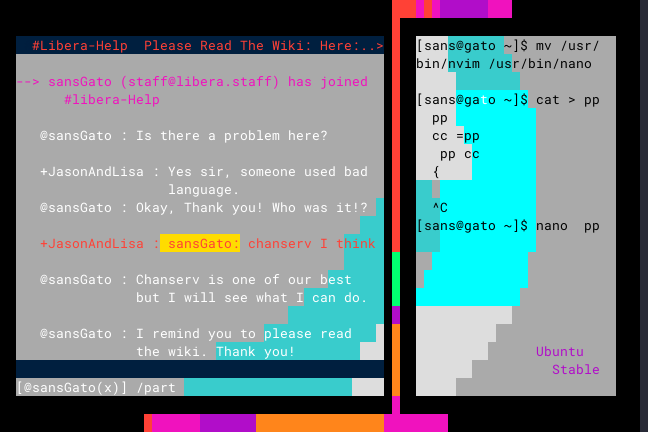 #Libera-Help  Please Read The Wiki: Here:..>
--> sansGato (staff@libera.staff) has joined
#libera-Help
@sansGato : Is there a problem here?
+JasonAndLisa : Yes sir, someone used bad
language.
@sansGato : Okay, Thank you! Who was it!?
+JasonAndLisa : sansGato: chanserv I think
@sansGato : Chanserv is one of our best
but I will see what I can do.
@sansGato : I remind you to please read
the wiki. Thank you!
[@sansGato(x)] /part
[sans@gato ~]$ mv /usr/
bin/nvim /usr/bin/nano
[sans@gato ~]$ cat > pp
pp
cc =pp
pp cc
{
^C
[sans@gato ~]$ nano  pp
Ubuntu
Stable